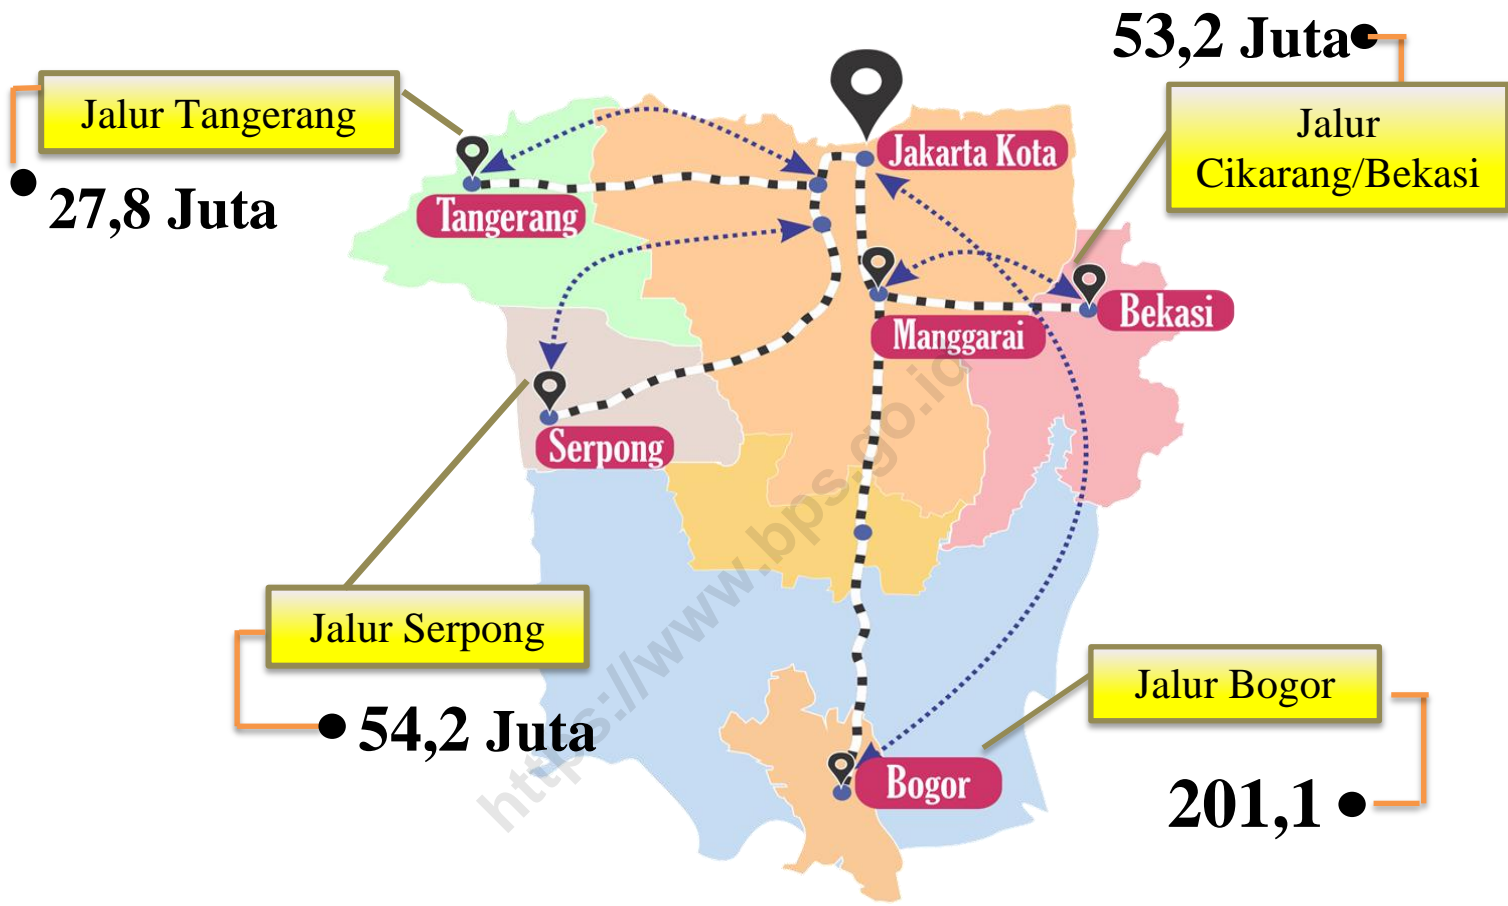 53,2 Juta
Jalur Tangerang
Jalur
Cikarang/Bekasi
Jakarta Kota
27,8 Juta
Tangerang
Bekasi
Manggarai
Serpong
Jalur Serpong
54,2 Juta
Jalur Bogor
Bogor
201,1
https://www.bps.go.id